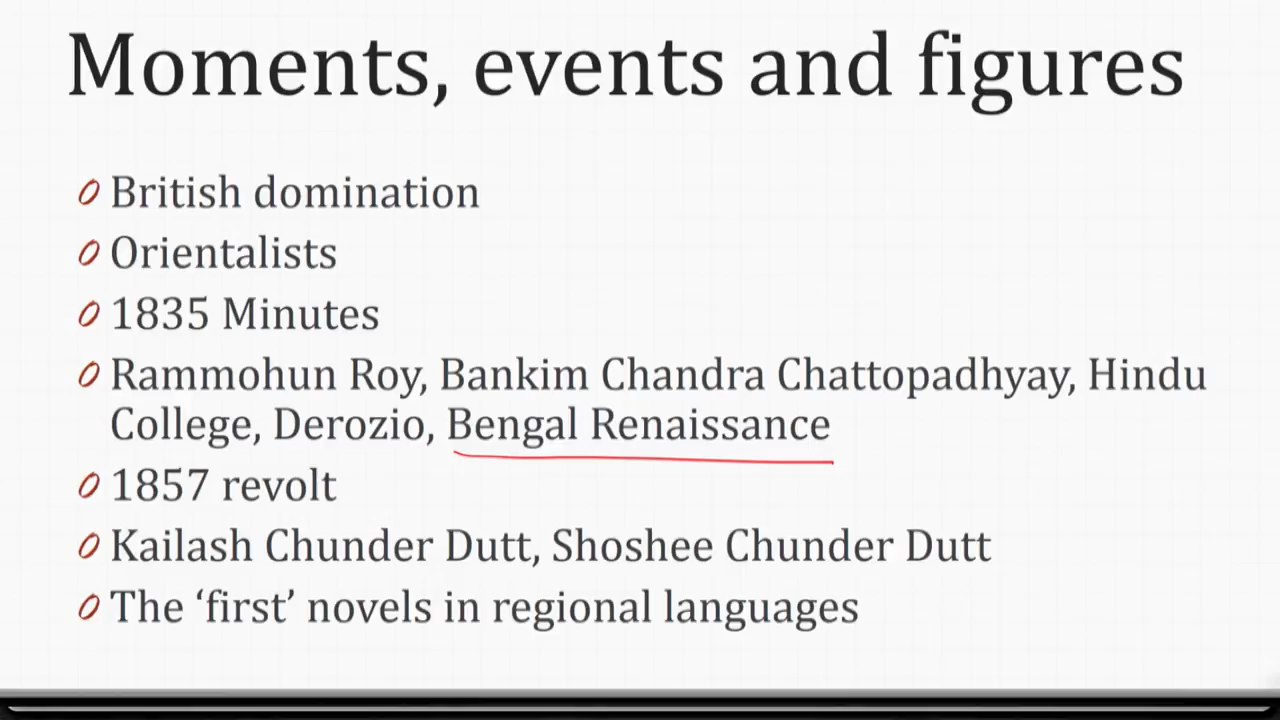 Moments, events and figures
British domination
Orientalists
1835 Minutes
Rammohun Roy, Bankim Chandra Chattopadhyay, Hindu
College, Derozio, Bengal Renaissance
1857 revolt
Kailash Chunder Dutt, Shoshee Chunder Dutt
The ‘first’ novels in regional languages